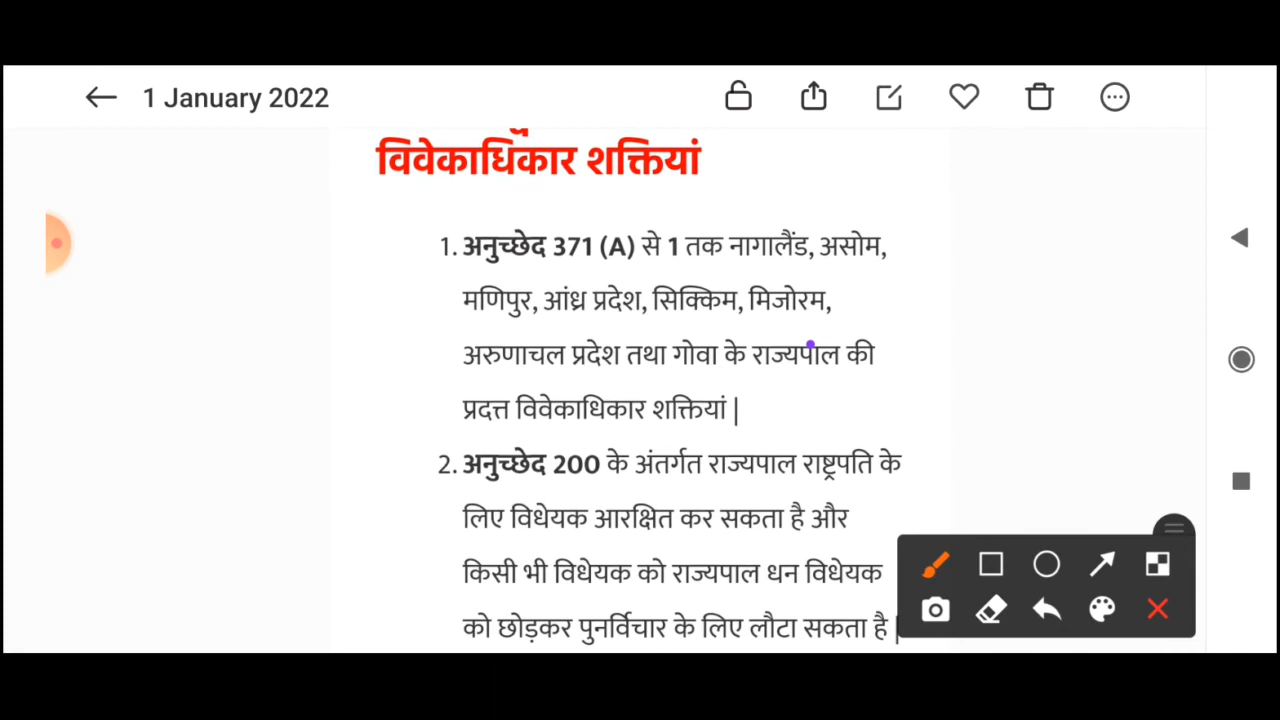 1 January 2022
विवेकाधिकार शक्तियां
1. अनुच्छेद 371 (A) से 1 तक नागालैंड, असोम,
मणिपुर, आंध्र प्रदेश, सिक्किम, मिजोरम,
अरुणाचल प्रदेश तथा गोवा के राज्यपाल की
प्रदत्त विवेकाधिकार शक्तियां |
2. अनुच्छेद 200 के अंतर्गत राज्यपाल राष्ट्रपति के
लिए विधेयक आरक्षित कर सकता है और
किसी भी विधेयक को राज्यपाल धन विधेयक
को छोड़कर पुनर्विचार के लिए लौटा सकता है |